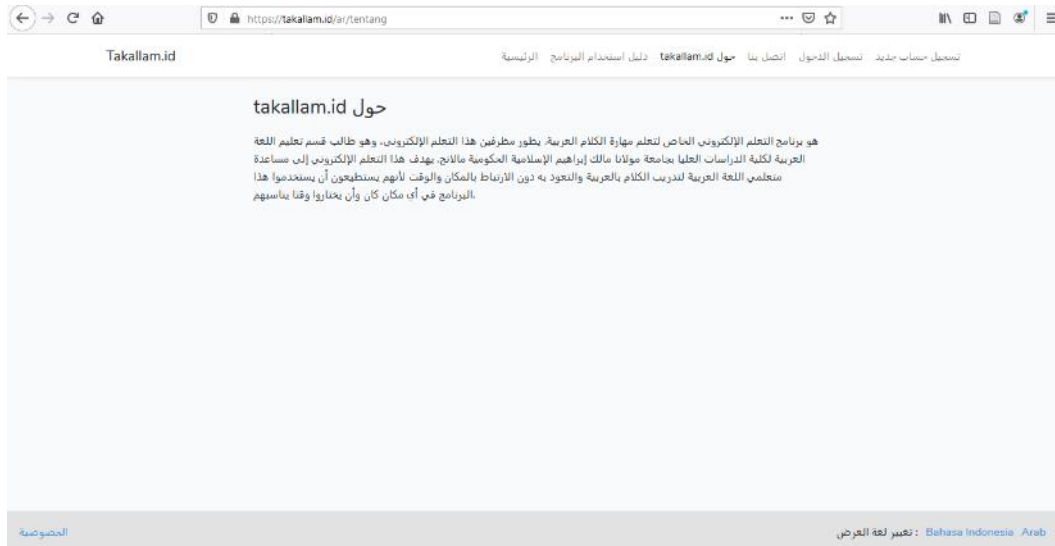 https://takallam.id/ar/tentang
Takallam.id
الرئيسية دليل استخدام البرنامج حول takallam.id اتصل بنا تسجيل الدخول تسجيل حساب جديد
حول takallam.id
هو برنامج التعلم الإلكتروني الخاص لتعلم مهارة الكلام العربية. يطور مظرفين هذا التعلم الإلكتروني، وهو طالب قسم تعليم اللغة
العربية لكلية الدراسات العليا بجامعة مولانا مالك إبراهيم الإسلامية الحكومية مالانج. يهدف هذا التعلم الإلكتروني إلى مساعدة
متعلمي اللغة العربية لتدريب الكلام بالعربية والتعود به دون الارتباط بالمكان والوقت لأنهم يستطيعون أن يستخدموا هذا
البرنامج في أي مكان كان وأن يختاروا وقتا يناسبهم.
الخصوصية
تغيير لغة العرض : Bahasa Indonesia Arab